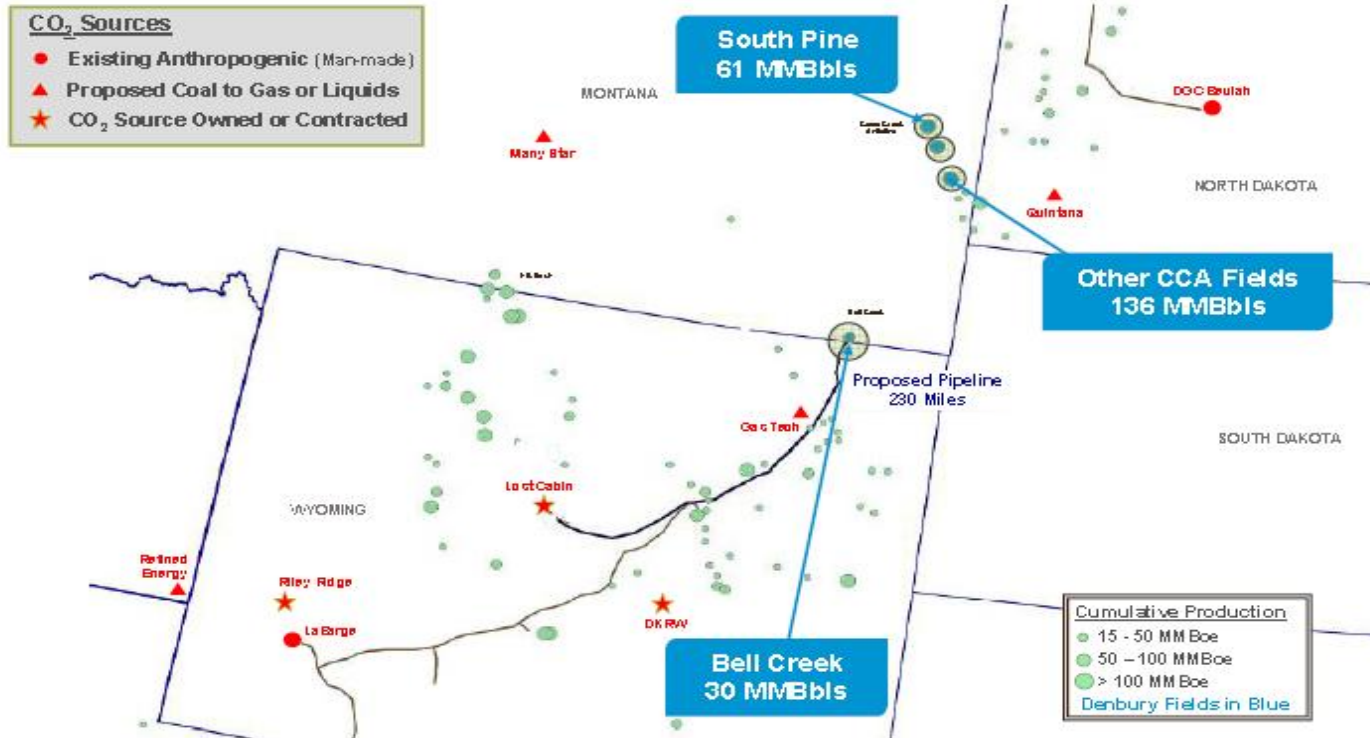 CO₂ Sources
Existing Anthropogenic (Man-made)
Proposed Coal to Gas or Liquids
CO₂ Source Owned or Contracted
South Pine
61 MMBbls
MONTANA
DGC Beulah
Many Star
NORTH DAKOTA
Quintana
Other CCA Fields
136 MMBbls
Bell Creek
Proposed Pipeline
230 Miles
Gas Tech
SOUTH DAKOTA
Lost Cabin
WYOMING
Refined
Energy
Riley Ridge
La Barge
DKRW
Bell Creek
30 MMBbls
Cumulative Production
15 - 50 MMBoe
50 – 100 MMBoe
> 100 MMBoe
Denbury Fields in Blue